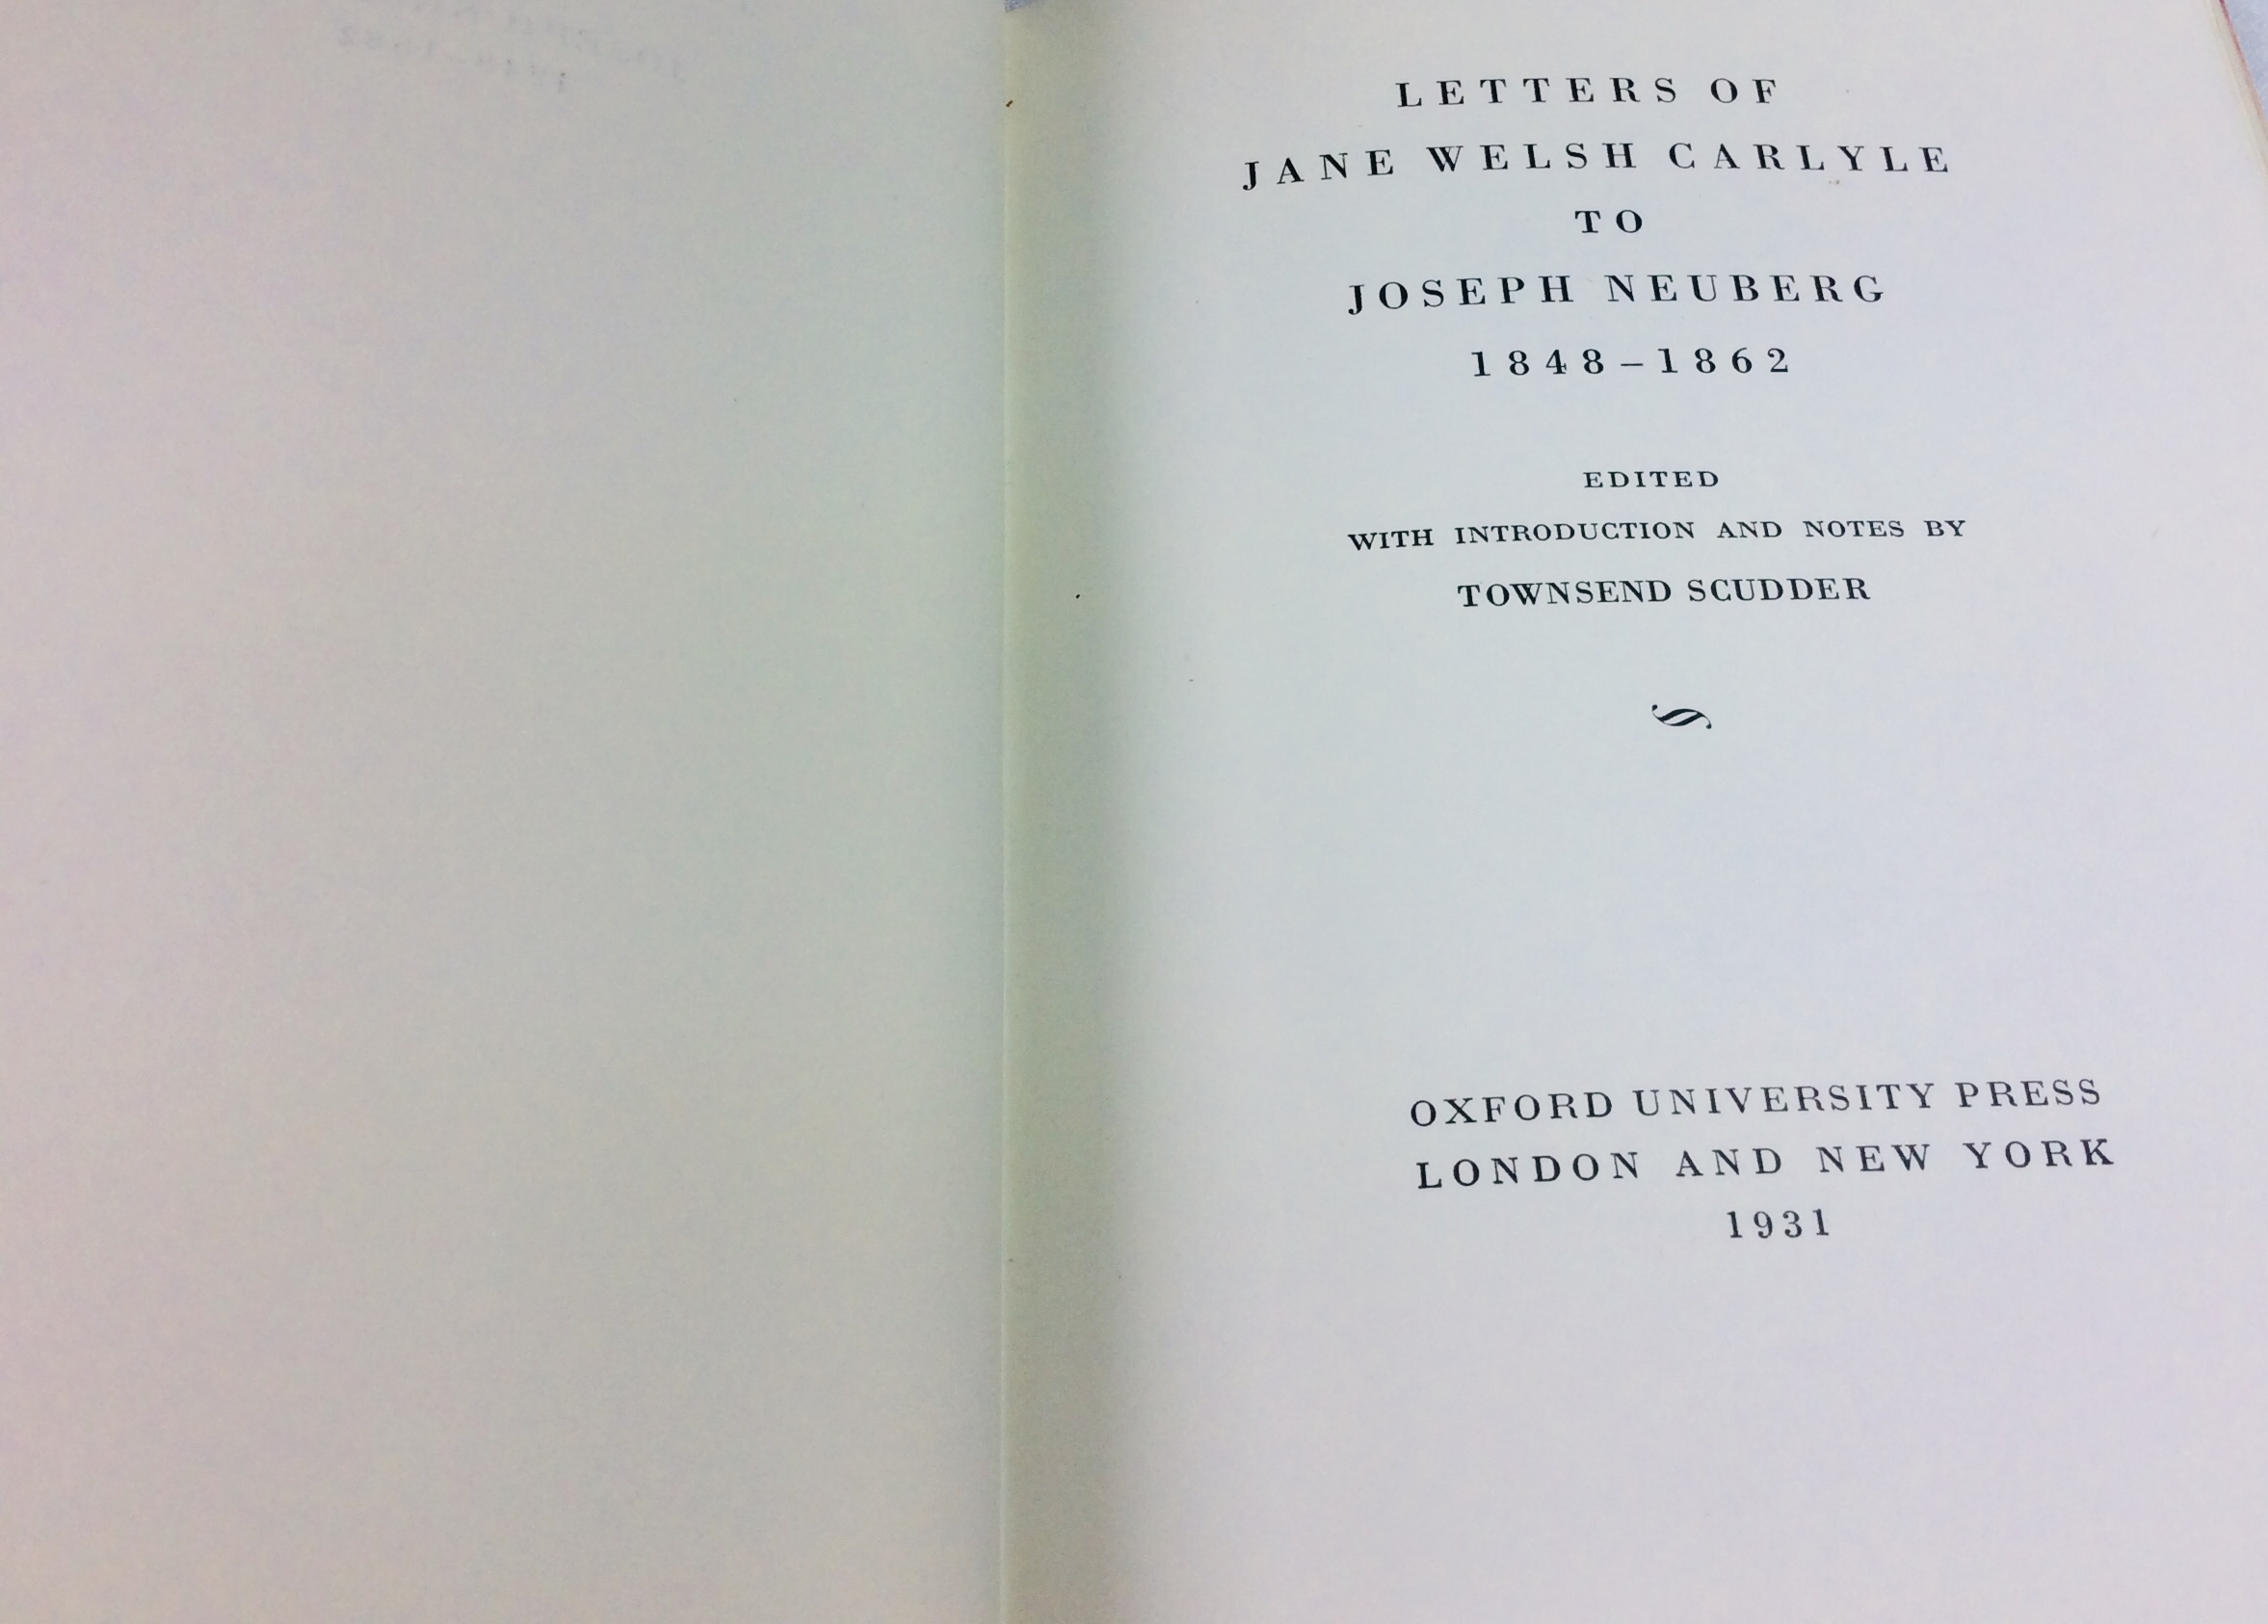 LETTERS OF
JANE WELSH CARLYLE
TO
JOSEPH NEUBERG
1848–1862
EDITED
WITH INTRODUCTION AND NOTES BY
TOWNSEND SCUDDER
OXFORD UNIVERSITY PRESS
LONDON AND NEW YORK
1931